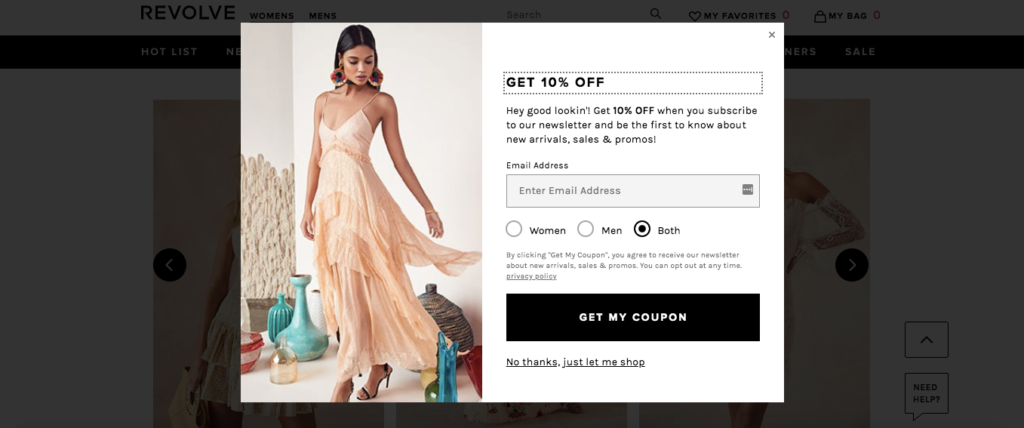 REVOLVE
WOMENS MENS
Search
MY FAVORITES 0
MY BAG 0
HOT LIST
SALE
×
GET 10% OFF
Hey good lookin'! Get 10% OFF when you subscribe
to our newsletter and be the first to know about
new arrivals, sales & promos!
Email Address
Enter Email Address
Women Men Both
By clicking "Get My Coupon", you agree to receive our newsletter
about new arrivals, sales & promos. You can opt out at any time.
privacy policy
GET MY COUPON
No thanks, just let me shop
NEED
HELP?